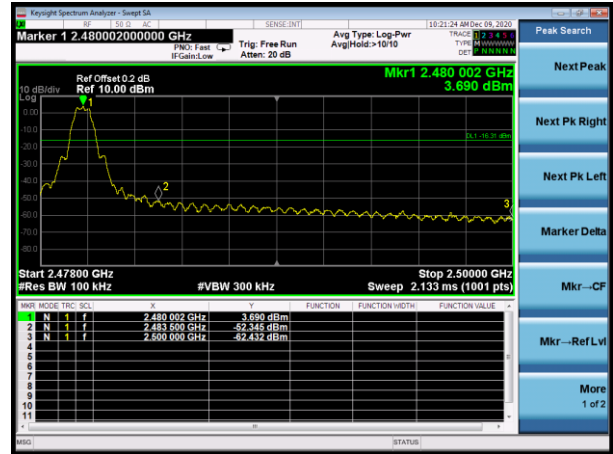 Keysight Spectrum Analyzer - Swept SA
RF 50 Ω AC SENSE:INT 10:21:24 AM Dec 09, 2020
Marker 1 2.480002000000 GHz
PNO: Fast
IFGain:Low
Trig: Free Run
Atten: 20 dB
Avg Type: Log-Pwr
Avg|Hold:>10/10
TRACE 1 2 3 4 5 6
TYPE M WWWWW
DET P NNNNN
Peak Search
Next Peak
Next Pk Right
Next Pk Left
Marker Delta
Mkr→CF
Mkr→RefLvl
More
1 of 2
Ref Offset 0.2 dB
Ref 10.00 dBm
10 dB/div
Log
Mkr1 2.480 002 GHz
3.690 dBm
1
0.00
-10.0
DL1 -16.31 dBm
-20.0
-30.0
-40.0
2
-50.0
3
-60.0
-70.0
-80.0
Start 2.47800 GHz
Stop 2.50000 GHz
#Res BW 100 kHz
#VBW 300 kHz
Sweep 2.133 ms (1001 pts)
MKR MODE TRC SCL X Y FUNCTION FUNCTION WIDTH FUNCTION VALUE
1 N 1 f 2.480 002 GHz 3.690 dBm
2 N 1 f 2.483 500 GHz -52.345 dBm
3 N 1 f 2.500 000 GHz -62.432 dBm
4
5
6
7
8
9
10
11
MSG
STATUS